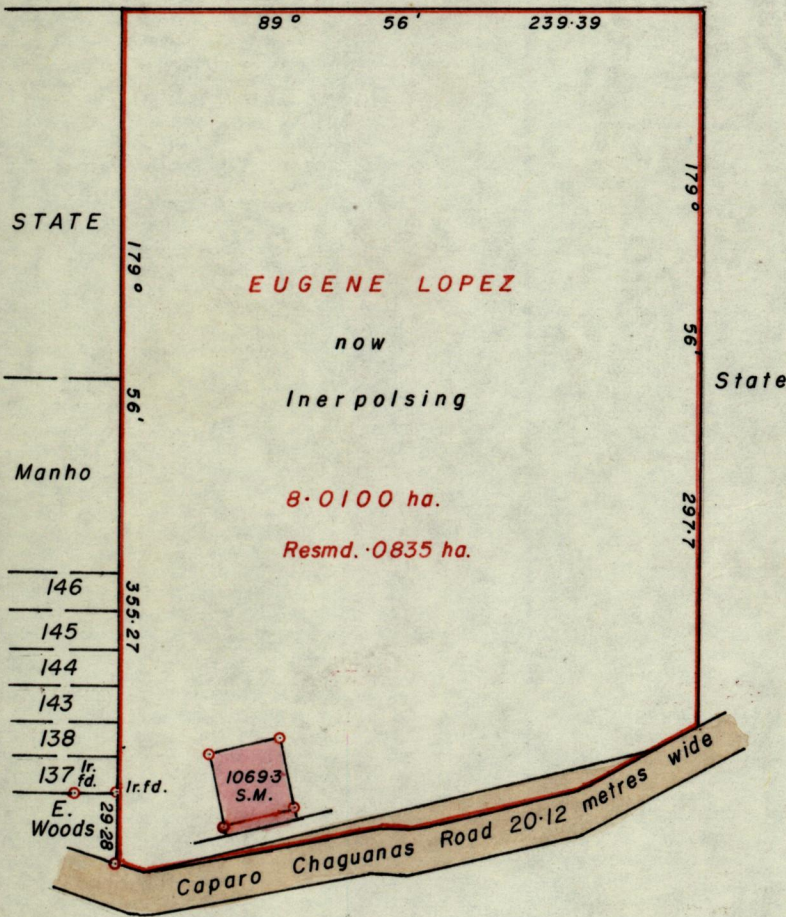 89° 56' 239·39
STATE
179° 56' 355·27
179° 56' 297·7
EUGENE LOPEZ
now
Inerpolsing
State
8·0100 ha.
Resmd. ·0835 ha.
Manho
146
145
144
143
138
137 Ir. fd.
Ir. fd.
E. Woods
29·28
1069·3
S.M.
Caparo Chaguanas Road 20·12 metres wide